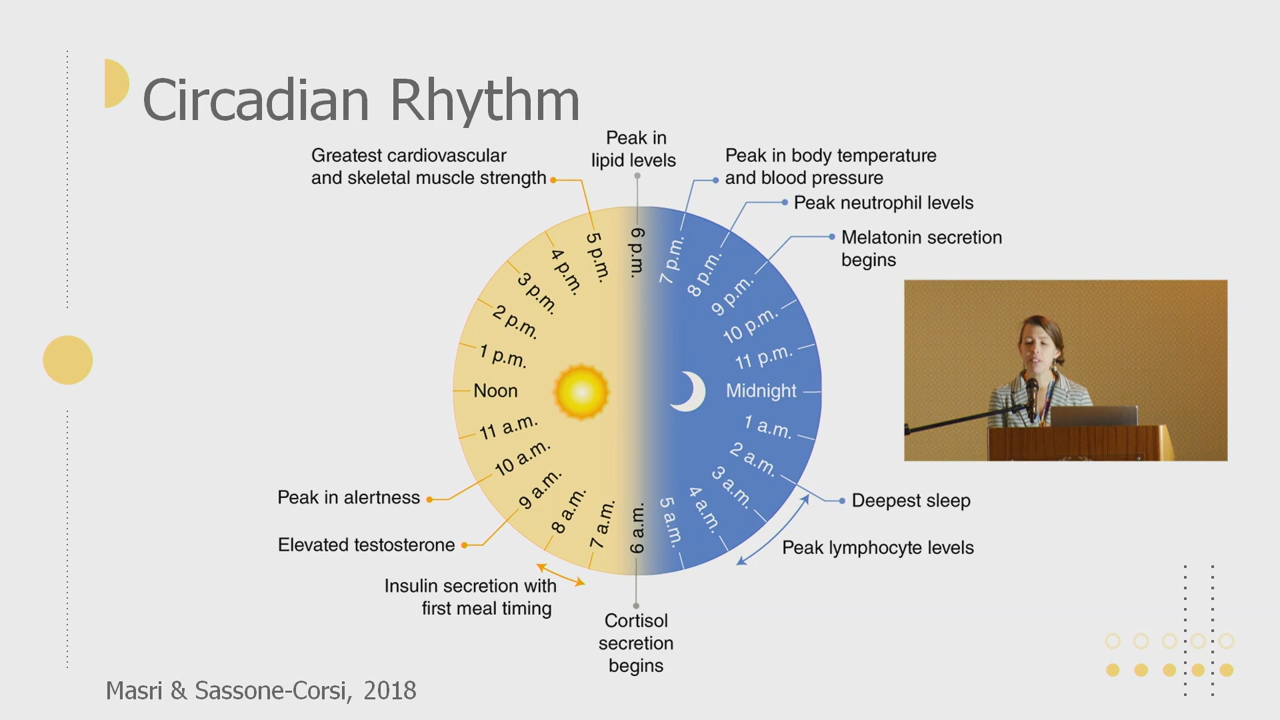 Circadian Rhythm
Peak in
lipid levels
Greatest cardiovascular
and skeletal muscle strength
Peak in body temperature
and blood pressure
Peak neutrophil levels
Melatonin secretion
begins
6 p.m.
7 p.m.
8 p.m.
9 p.m.
10 p.m.
11 p.m.
Midnight
1 a.m.
2 a.m.
3 a.m.
4 a.m.
5 a.m.
6 a.m.
7 a.m.
8 a.m.
9 a.m.
10 a.m.
11 a.m.
Noon
1 p.m.
2 p.m.
3 p.m.
4 p.m.
5 p.m.
Deepest sleep
Peak lymphocyte levels
Peak in alertness
Elevated testosterone
Insulin secretion with
first meal timing
Cortisol
secretion
begins
Masri & Sassone-Corsi, 2018